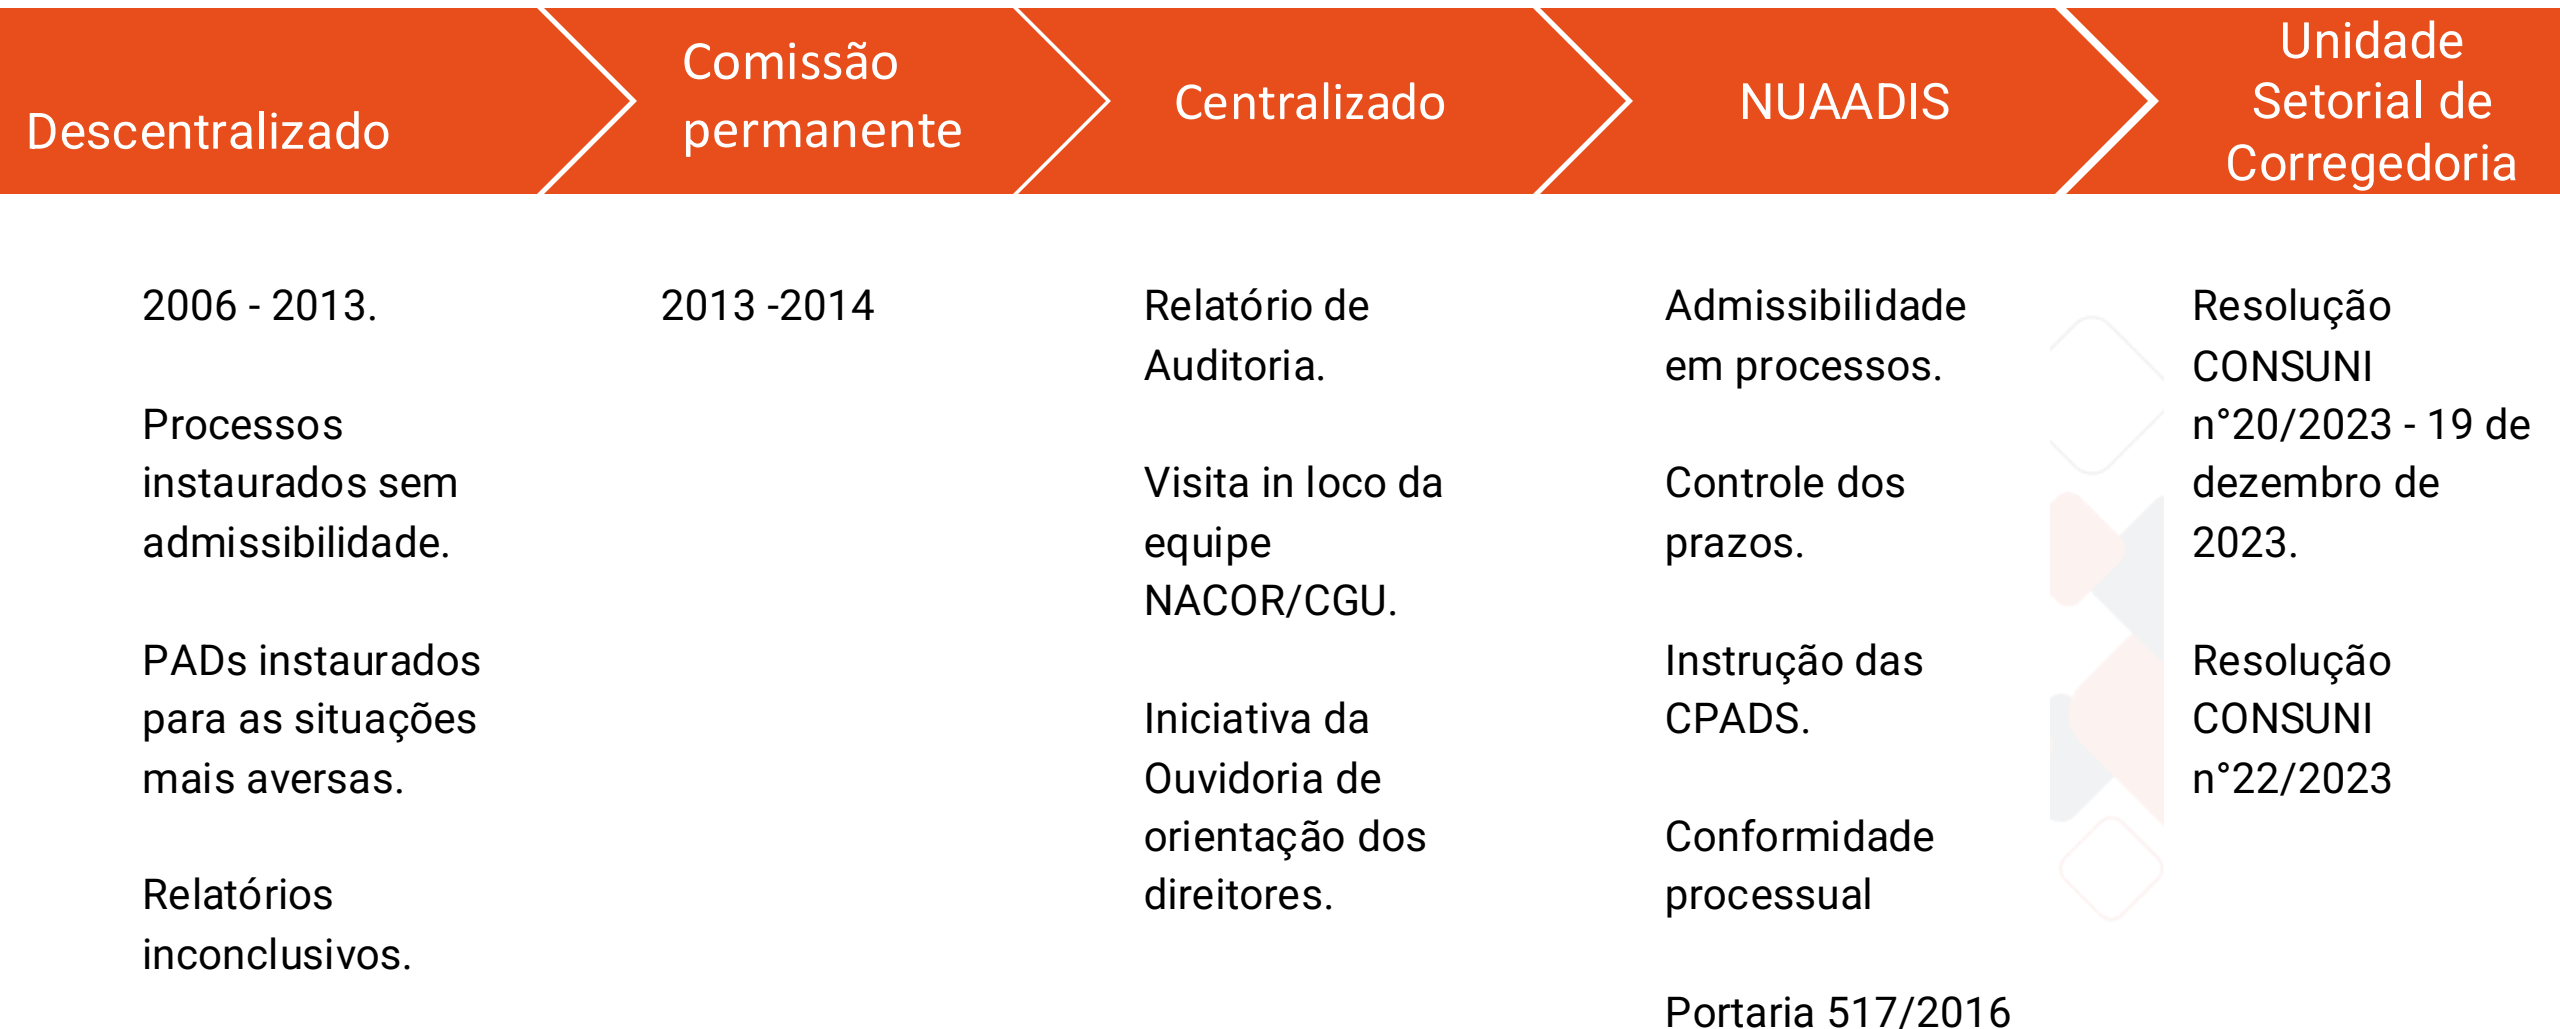 Descentralizado
Comissão
permanente
Centralizado
NUAADIS
Unidade
Setorial de
Corregedoria
2006 - 2013.
Processos
instaurados sem
admissibilidade.
PADs instaurados
para as situações
mais aversas.
Relatórios
inconclusivos.
2013 -2014
Relatório de
Auditoria.
Visita in loco da
equipe
NACOR/CGU.
Iniciativa da
Ouvidoria de
orientação dos
direitores.
Admissibilidade
em processos.
Controle dos
prazos.
Instrução das
CPADS.
Conformidade
processual
Portaria 517/2016
Resolução
CONSUNI
n°20/2023 - 19 de
dezembro de
2023.
Resolução
CONSUNI
n°22/2023